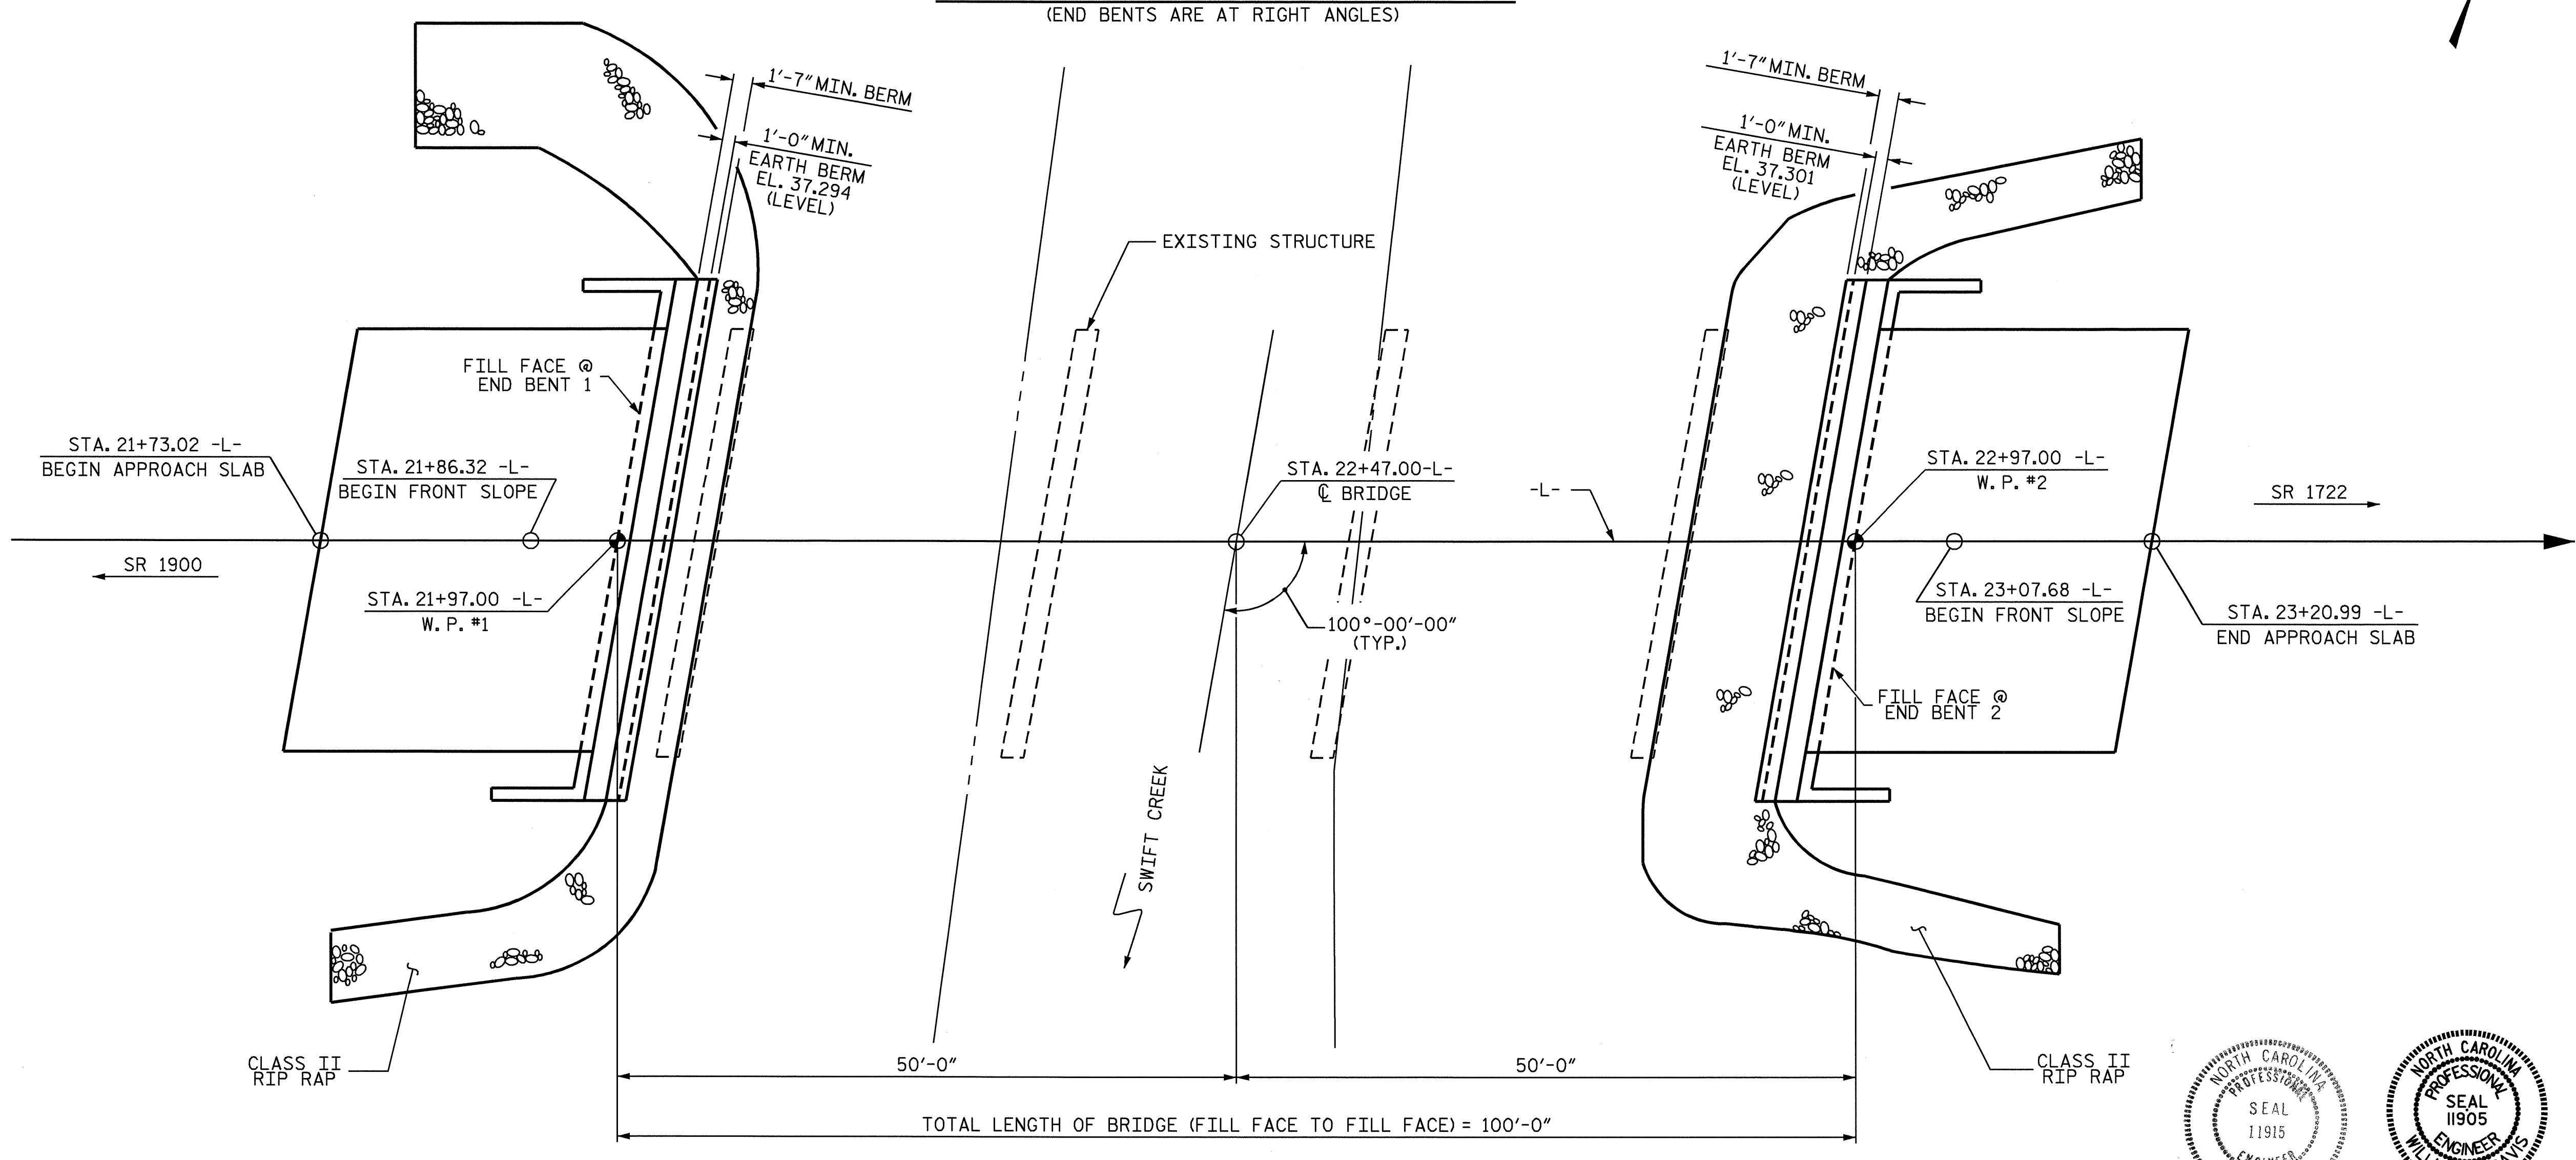 (END BENTS ARE AT RIGHT ANGLES)
1'-7" MIN. BERM
1'-0" MIN.
EARTH BERM
EL. 37.294
(LEVEL)
1'-7" MIN. BERM
1'-0" MIN.
EARTH BERM
EL. 37.301
(LEVEL)
EXISTING STRUCTURE
FILL FACE @
END BENT 1
STA. 21+73.02 -L-
BEGIN APPROACH SLAB
STA. 21+86.32 -L-
BEGIN FRONT SLOPE
STA. 22+47.00-L-
℄ BRIDGE
-L-
STA. 22+97.00 -L-
W. P. #2
SR 1722
SR 1900
STA. 21+97.00 -L-
W. P. #1
100°-00'-00"
(TYP.)
STA. 23+07.68 -L-
BEGIN FRONT SLOPE
STA. 23+20.99 -L-
END APPROACH SLAB
FILL FACE @
END BENT 2
SWIFT CREEK
CLASS II
RIP RAP
50'-0"
50'-0"
CLASS II
RIP RAP
TOTAL LENGTH OF BRIDGE (FILL FACE TO FILL FACE) = 100'-0"
NORTH CAROLINA
PROFESSIONAL
SEAL
11915
ENGINEER
NORTH CAROLINA
PROFESSIONAL
SEAL
11905
ENGINEER